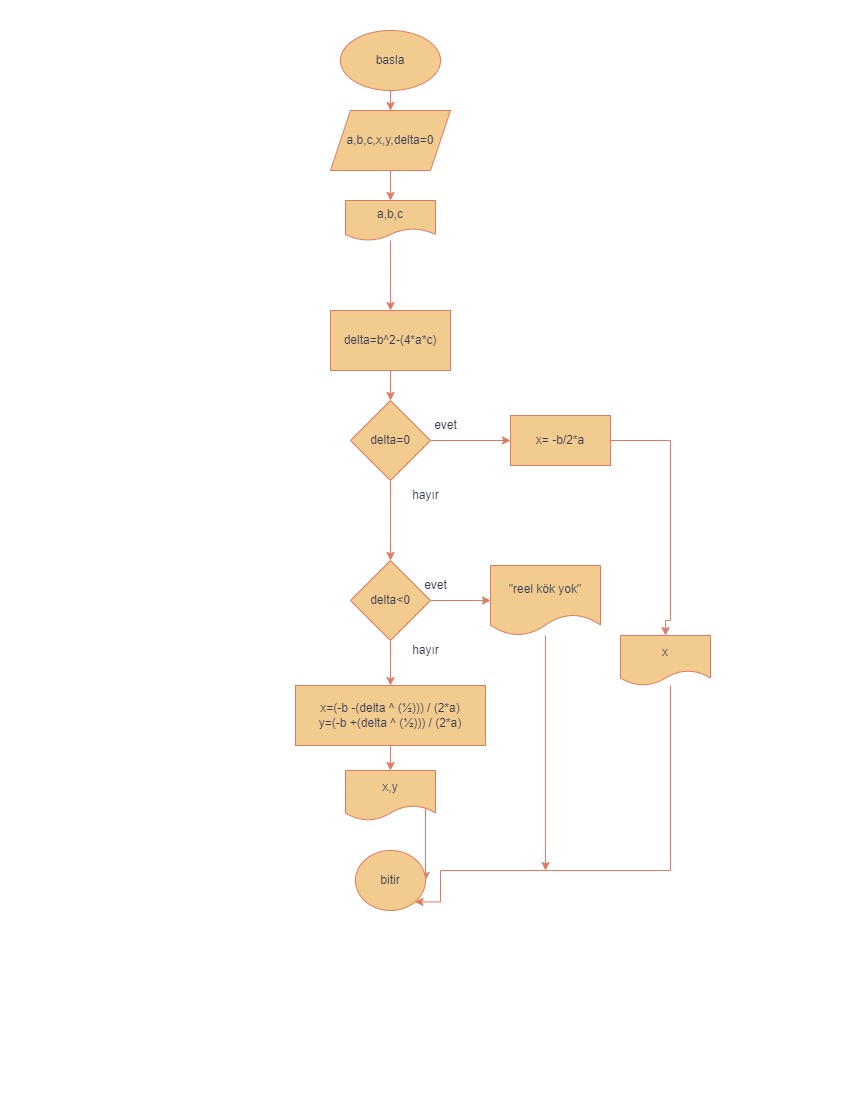 basla
a,b,c,x,y,delta=0
a,b,c
delta=b^2-(4*a*c)
delta=0
evet
x= -b/2*a
hayır
delta<0
evet
"reel kök yok"
hayır
x
x=(-b -(delta ^ (½))) / (2*a)
y=(-b +(delta ^ (½))) / (2*a)
x,y
bitir